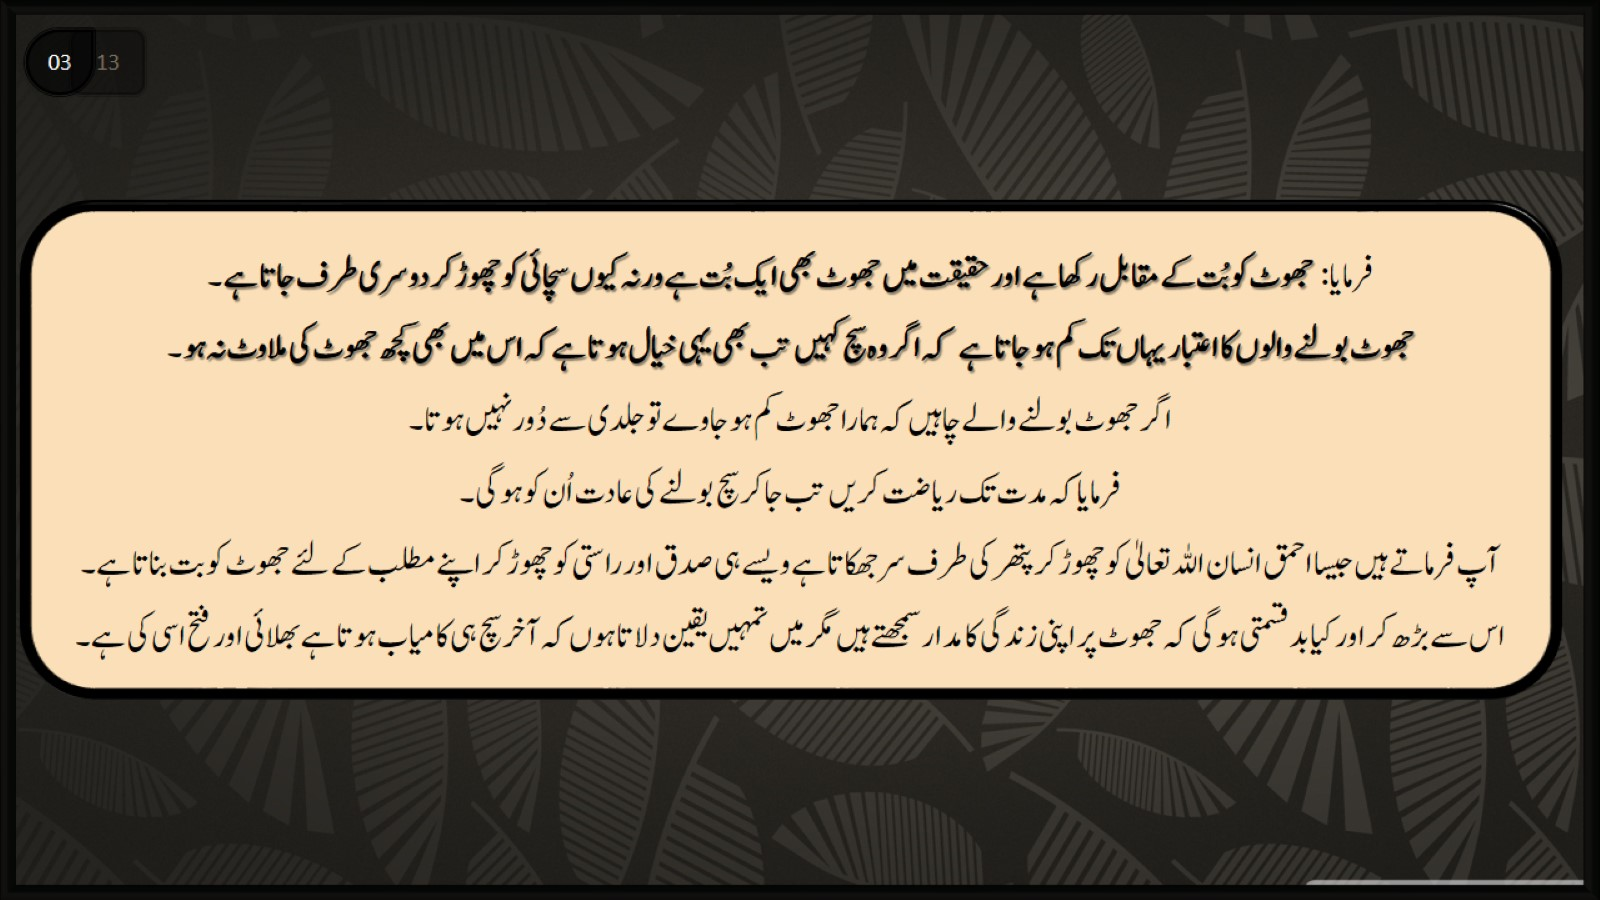 03 13
فرمایا: جھوٹ کو بُت کے مقابل رکھا ہے اور حقیقت میں جھوٹ بھی ایک بُت ہے ورنہ کیوں سچائی کو چھوڑ کر دوسری طرف جاتا ہے۔
جھوٹ بولنے والوں کا اعتبار یہاں تک کم ہو جاتا ہے کہ اگر وہ سچ کہیں تب بھی یہی خیال ہوتا ہے کہ اس میں بھی کچھ جھوٹ کی ملاوٹ نہ ہو۔
اگر جھوٹ بولنے والے چاہیں کہ ہمارا جھوٹ کم ہو جاوے تو جلدی سے دُور نہیں ہوتا۔
فرمایا کہ مدت تک ریاضت کریں تب جا کر سچ بولنے کی عادت اُن کو ہو گی۔
آپ فرماتے ہیں جیسا احمق انسان اللہ تعالیٰ کو چھوڑ کر پتھر کی طرف سر جھکاتا ہے ویسے ہی صدق اور راستی کو چھوڑ کر اپنے مطلب کے لئے جھوٹ کو بت بناتا ہے۔
اس سے بڑھ کر اور کیا بد قسمتی ہو گی کہ جھوٹ پر اپنی زندگی کا مدار سمجھتے ہیں مگر میں تمہیں یقین دلاتا ہوں کہ آخر سچ ہی کامیاب ہوتا ہے بھلائی اور فتح اسی کی ہے۔